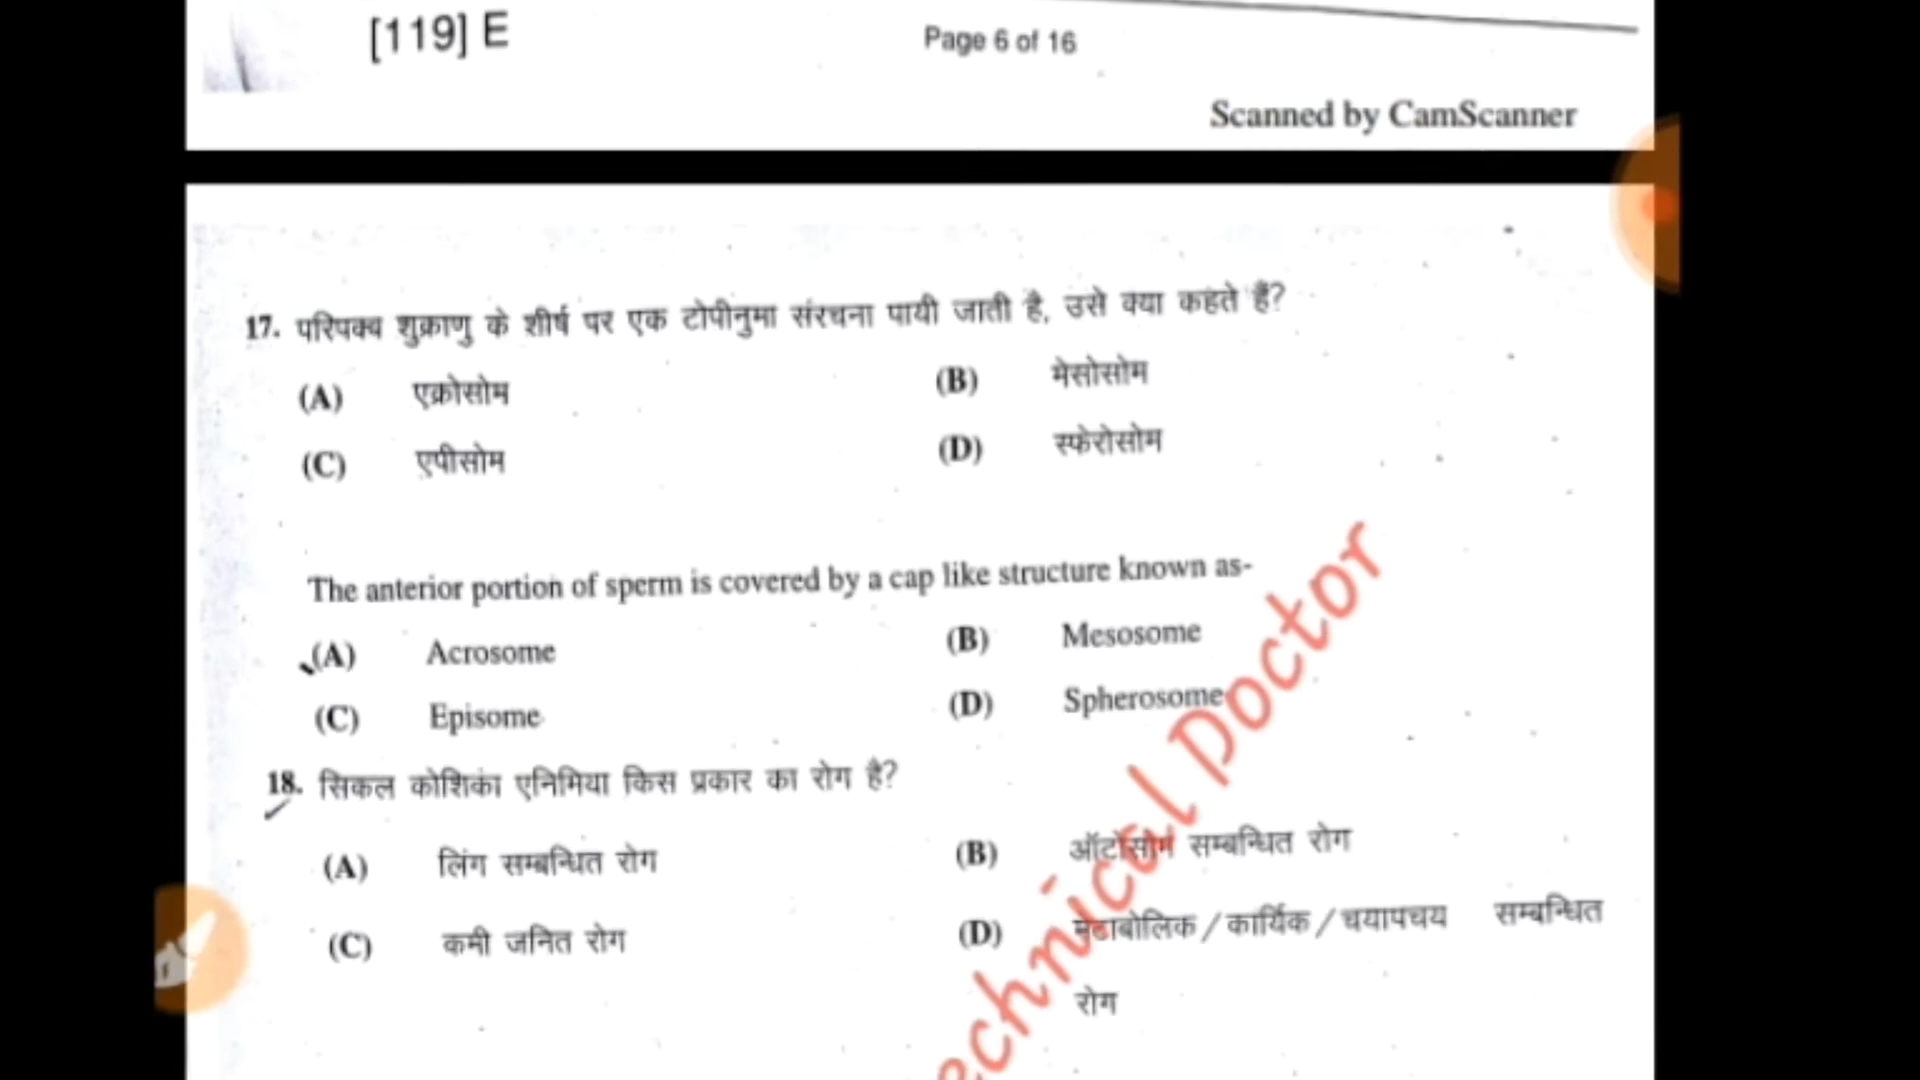 [119] E
Page 6 of 16
Scanned by CamScanner
17. परिपक्व शुक्राणु के शीर्ष पर एक टोपीनुमा संरचना पायी जाती है, उसे क्या कहते हैं?
(A) एक्रोसोम (B) मेसोसोम
(C) एपीसोम (D) स्फेरोसोम
The anterior portion of sperm is covered by a cap like structure known as-
(A) Acrosome (B) Mesosome
(C) Episome (D) Spherosome
18. सिकल कोशिका एनिमिया किस प्रकार का रोग है?
(A) लिंग सम्बन्धित रोग (B) ऑटोसोम सम्बन्धित रोग
(C) कमी जनित रोग (D) मेटाबोलिक/कार्यिक/चयापचय सम्बन्धित
रोग
echnical Doctor